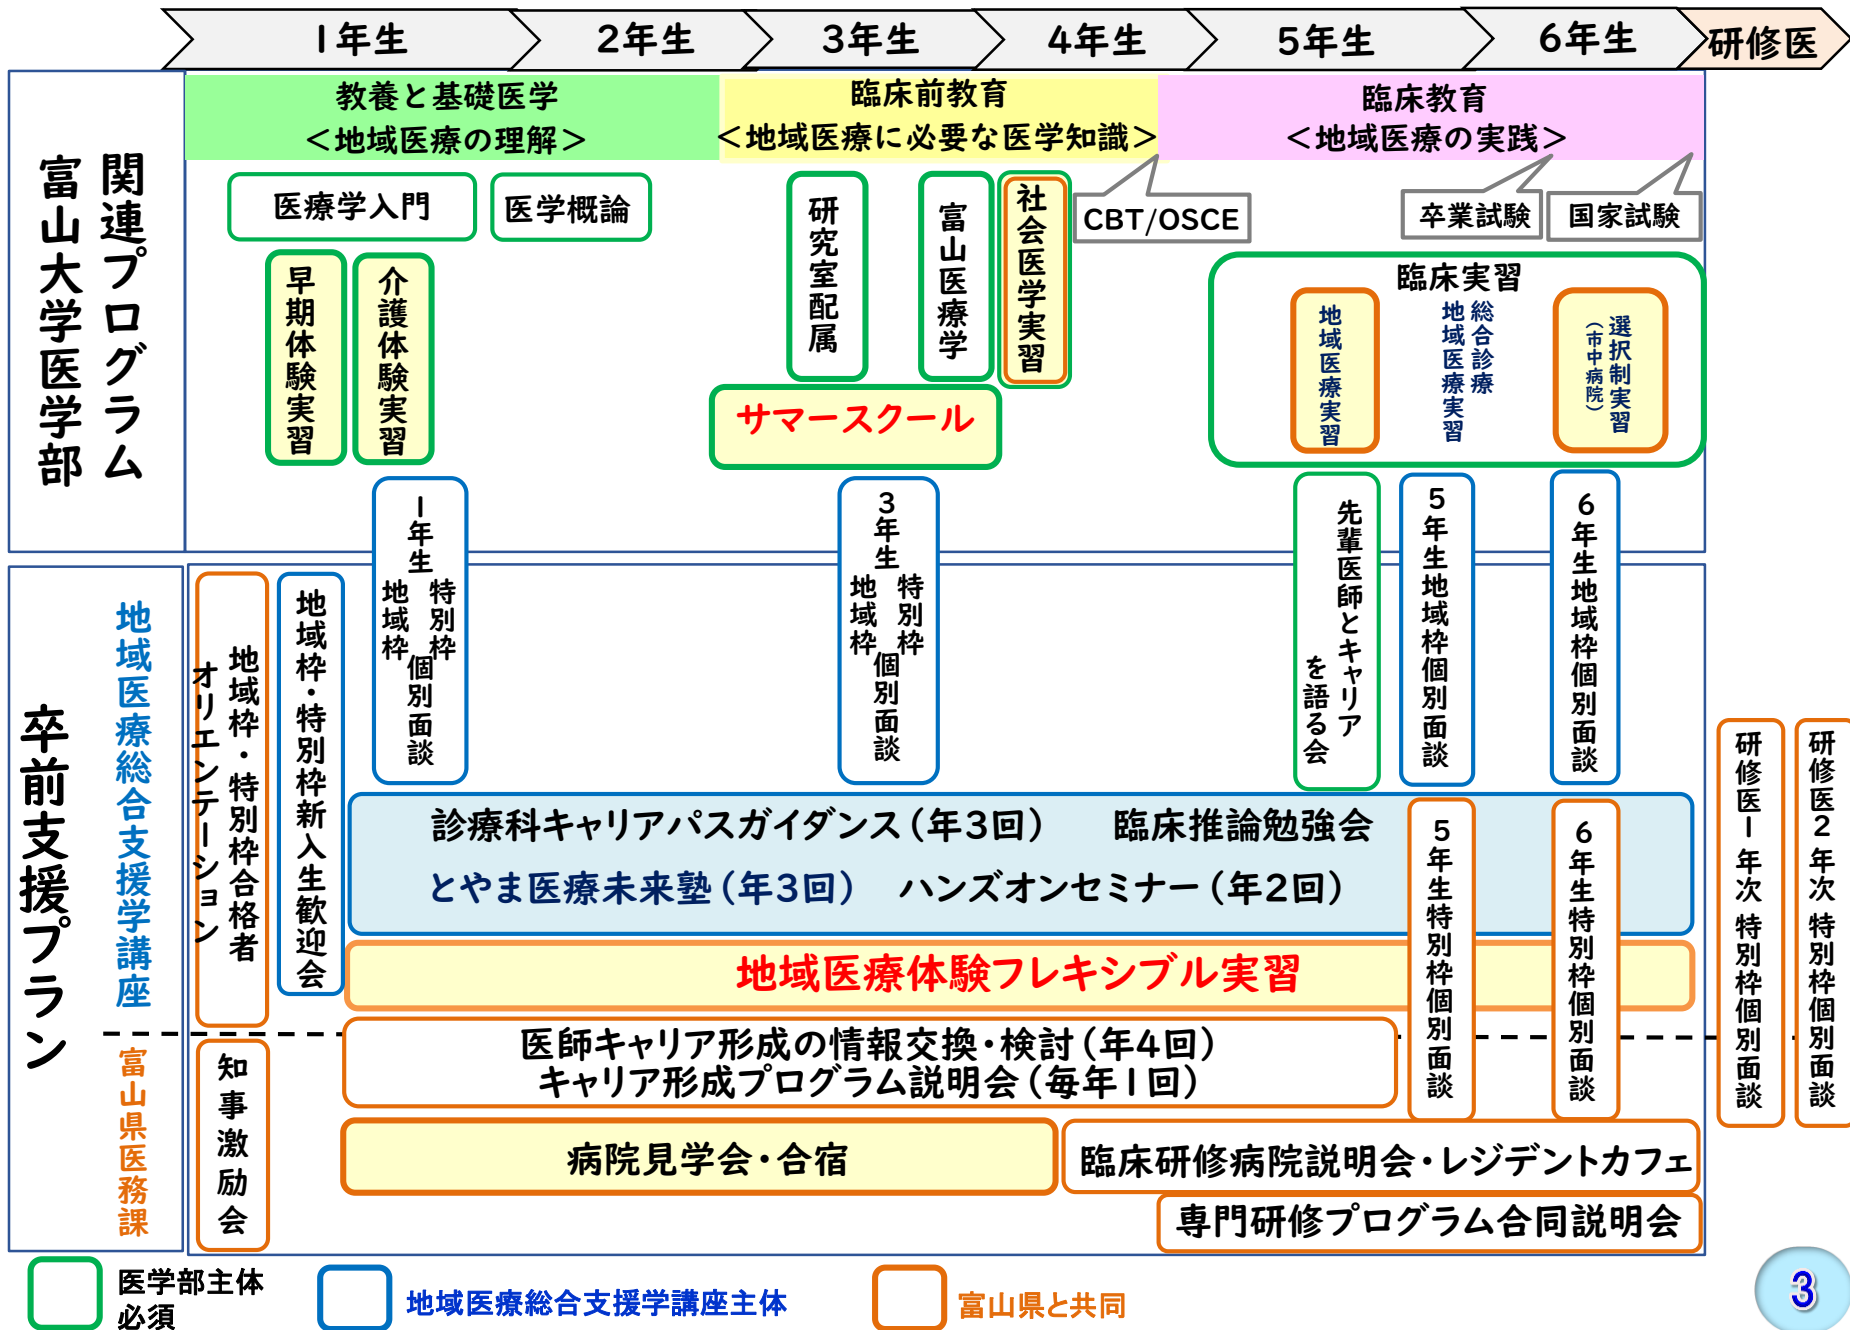 1年生
2年生
3年生
4年生
5年生
6年生
研修医
富山大学医学部
関連プログラム
教養と基礎医学
<地域医療の理解>
臨床前教育
<地域医療に必要な医学知識>
臨床教育
<地域医療の実践>
医療学入門
医学概論
早期体験実習
介護体験実習
研究室配属
富山医療学
社会医学実習
CBT/OSCE
卒業試験
国家試験
サマースクール
臨床実習
地域医療実習
総合診療
地域医療実習
選択制実習
(市中病院)
卒前支援プラン
地域医療総合支援学講座
富山県医務課
地域枠・特別枠合格者
オリエンテーション
地域枠・特別枠新入生歓迎会
1年生
特別枠
地域枠
個別面談
3年生
特別枠
地域枠
個別面談
先輩医師とキャリア
を語る会
5年生地域枠個別面談
6年生地域枠個別面談
診療科キャリアパスガイダンス(年3回)
臨床推論勉強会
とやま医療未来塾(年3回)
ハンズオンセミナー(年2回)
地域医療体験フレキシブル実習
5年生特別枠個別面談
6年生特別枠個別面談
研修医1年次 特別枠個別面談
研修医2年次 特別枠個別面談
知事激励会
医師キャリア形成の情報交換・検討(年4回)
キャリア形成プログラム説明会(毎年1回)
病院見学会・合宿
臨床研修病院説明会・レジデントカフェ
専門研修プログラム合同説明会
医学部主体
必須
地域医療総合支援学講座主体
富山県と共同
3